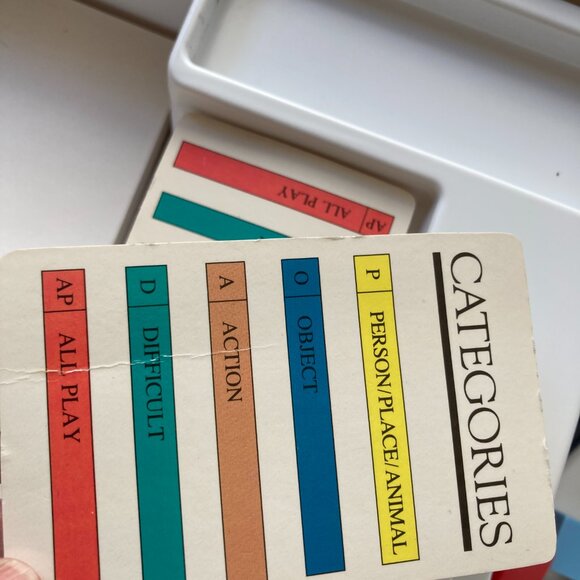 CATEGORIES
P PERSON/PLACE/ANIMAL
O OBJECT
A ACTION
D DIFFICULT
AP ALL PLAY
AP ALL PLAY